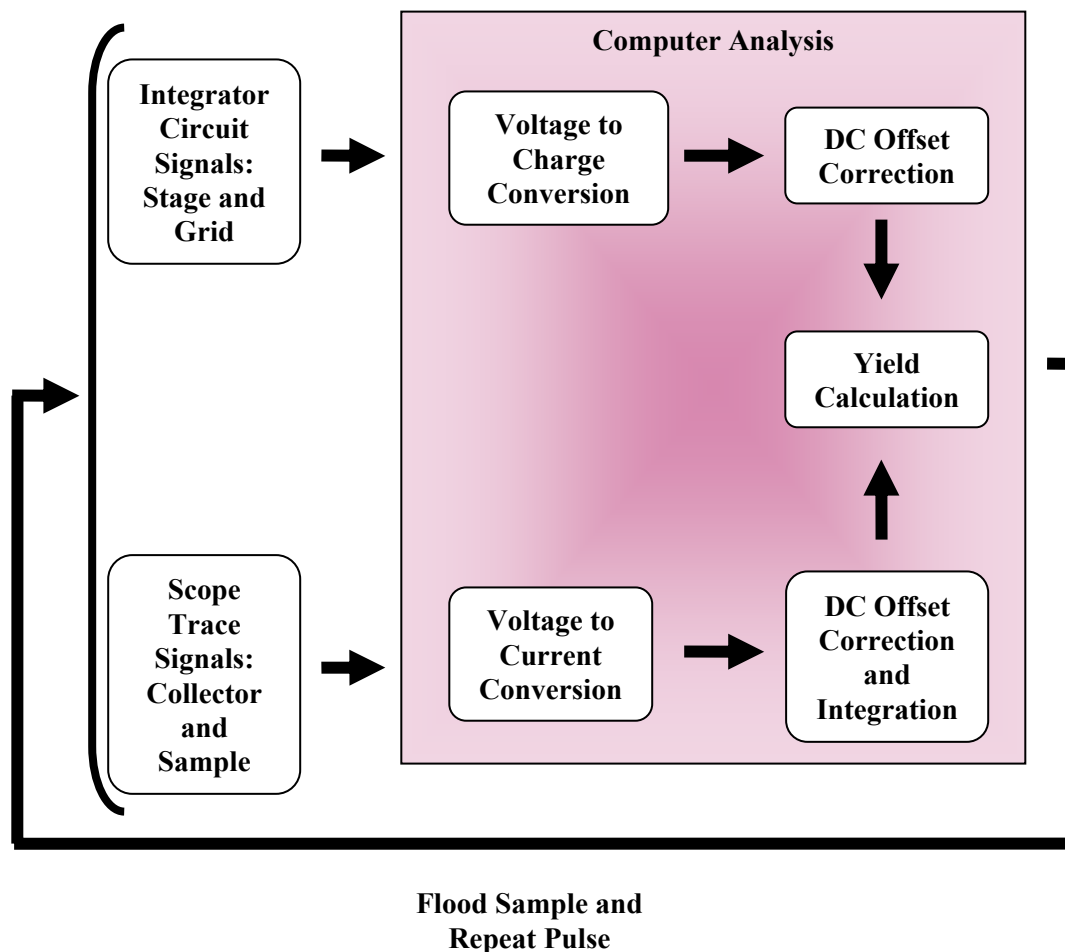 Computer Analysis
Integrator
Circuit
Signals:
Stage and
Grid
Voltage to
Charge
Conversion
DC Offset
Correction
Yield
Calculation
Scope
Trace
Signals:
Collector
and
Sample
Voltage to
Current
Conversion
DC Offset
Correction
and
Integration
Flood Sample and
Repeat Pulse